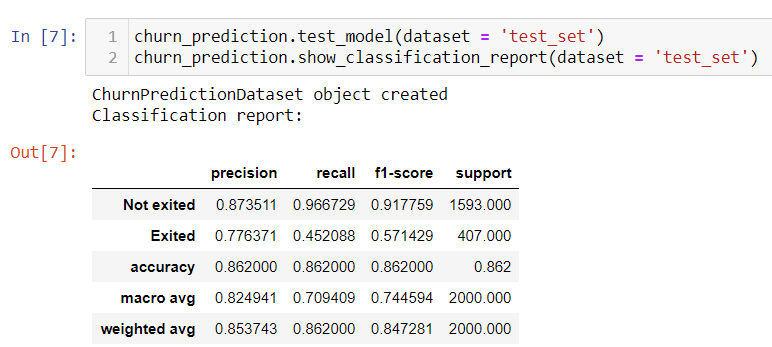 In [7]: 1 churn_prediction.test_model(dataset = 'test_set')
2 churn_prediction.show_classification_report(dataset = 'test_set')
ChurnPredictionDataset object created
Classification report:
Out[7]:
precision recall f1-score support
Not exited 0.873511 0.966729 0.917759 1593.000
Exited 0.776371 0.452088 0.571429 407.000
accuracy 0.862000 0.862000 0.862000 0.862
macro avg 0.824941 0.709409 0.744594 2000.000
weighted avg 0.853743 0.862000 0.847281 2000.000